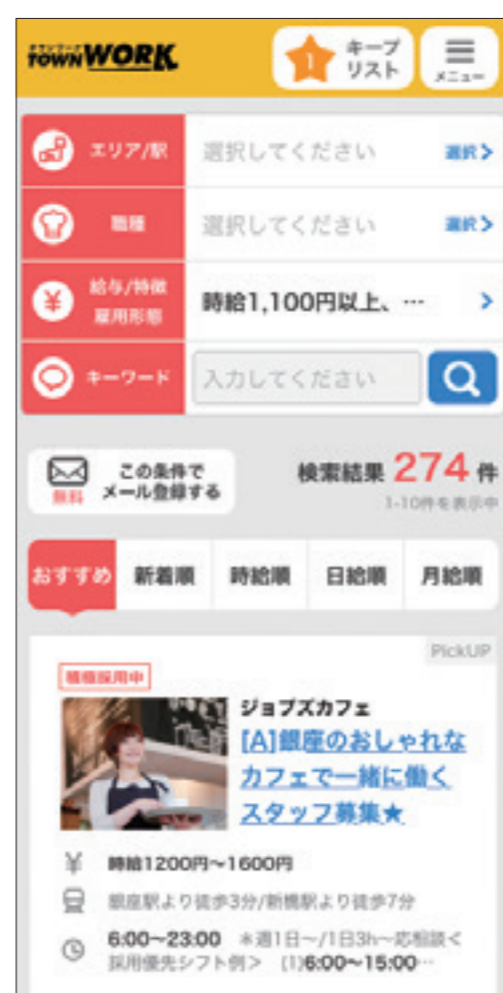 タウンワーク
TOWNWORK
1
キープ
リスト
メニュー
エリア/駅
選択してください
選択
職種
選択してください
選択
給与/特徴
雇用形態
時給1,100円以上、…
キーワード
入力してください
無料
この条件で
メール登録する
検索結果 274 件
1-10件を表示中
おすすめ
新着順
時給順
日給順
月給順
PickUP
積極採用中
ジョブズカフェ
[A]銀座のおしゃれな
カフェで一緒に働く
スタッフ募集★
時給1200円～1600円
銀座駅より徒歩3分/新橋駅より徒歩7分
6:00～23:00 ＊週1日～/1日3h～応相談＜
採用優先シフト例＞ (1)6:00～15:00…